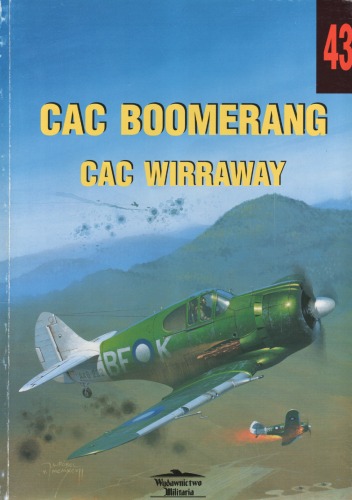 43
CAC BOOMERANG
CAC WIRRAWAY
BF K
Wydawnictwo
Militaria